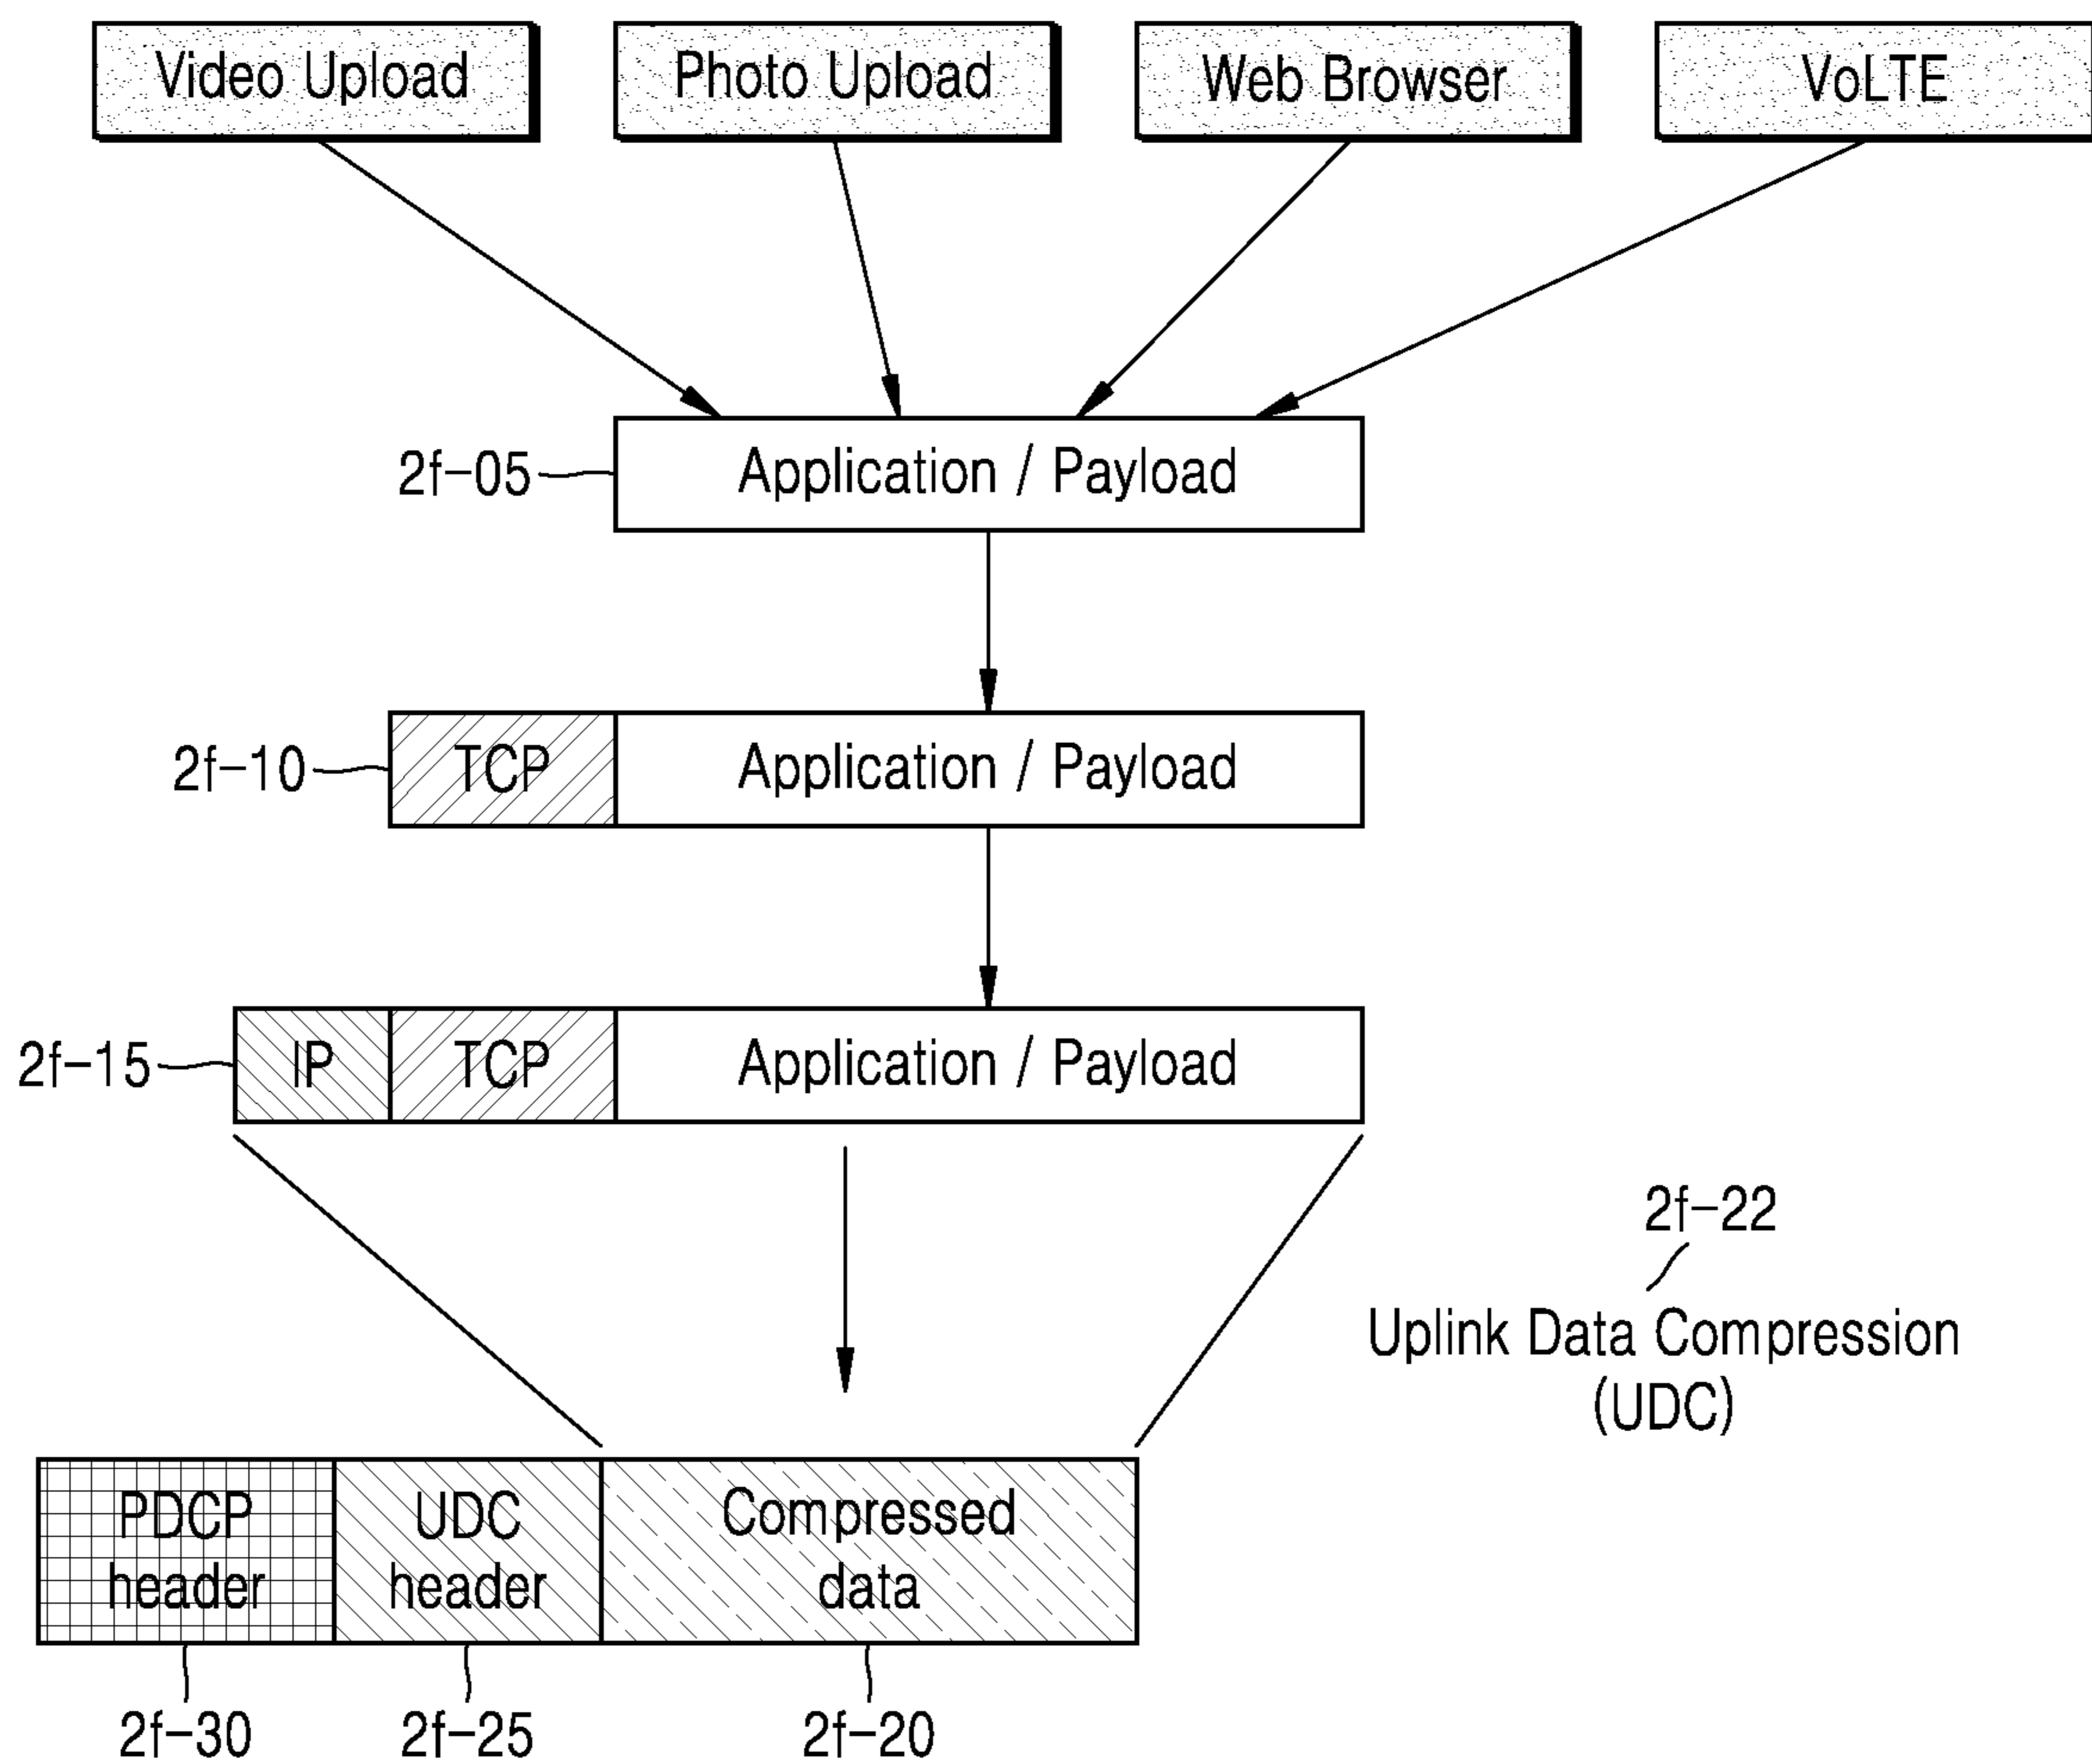 Video Upload
Photo Upload
Web Browser
VoLTE
2f-05
Application / Payload
2f-10
TCP
Application / Payload
2f-15
IP
TCP
Application / Payload
2f-22
Uplink Data Compression
(UDC)
PDCP
header
UDC
header
Compressed
data
2f-30
2f-25
2f-20